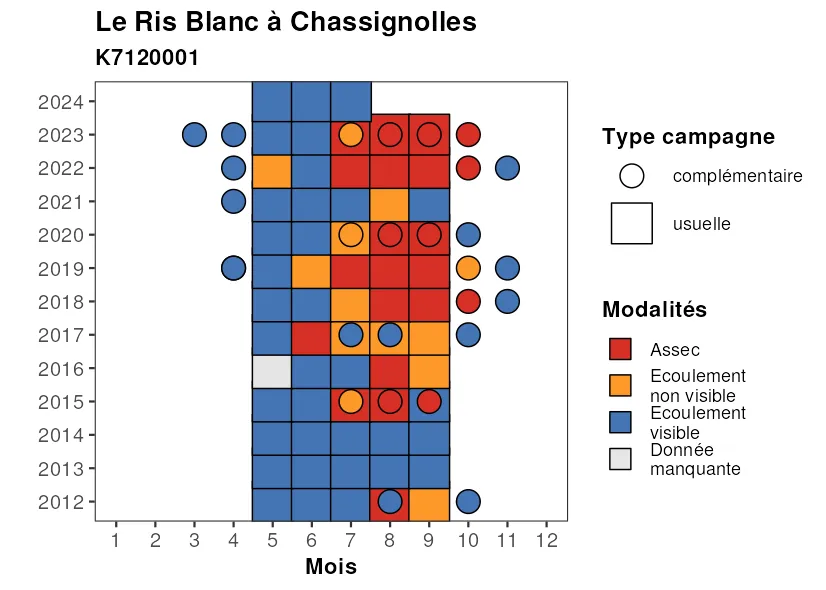 Le Ris Blanc à Chassignolles
K7120001
2024
2023
2022
2021
2020
2019
2018
2017
2016
2015
2014
2013
2012
1 2 3 4 5 6 7 8 9 10 11 12
Mois
Type campagne
complémentaire
usuelle
Modalités
Assec
Ecoulement
non visible
Ecoulement
visible
Donnée
manquante